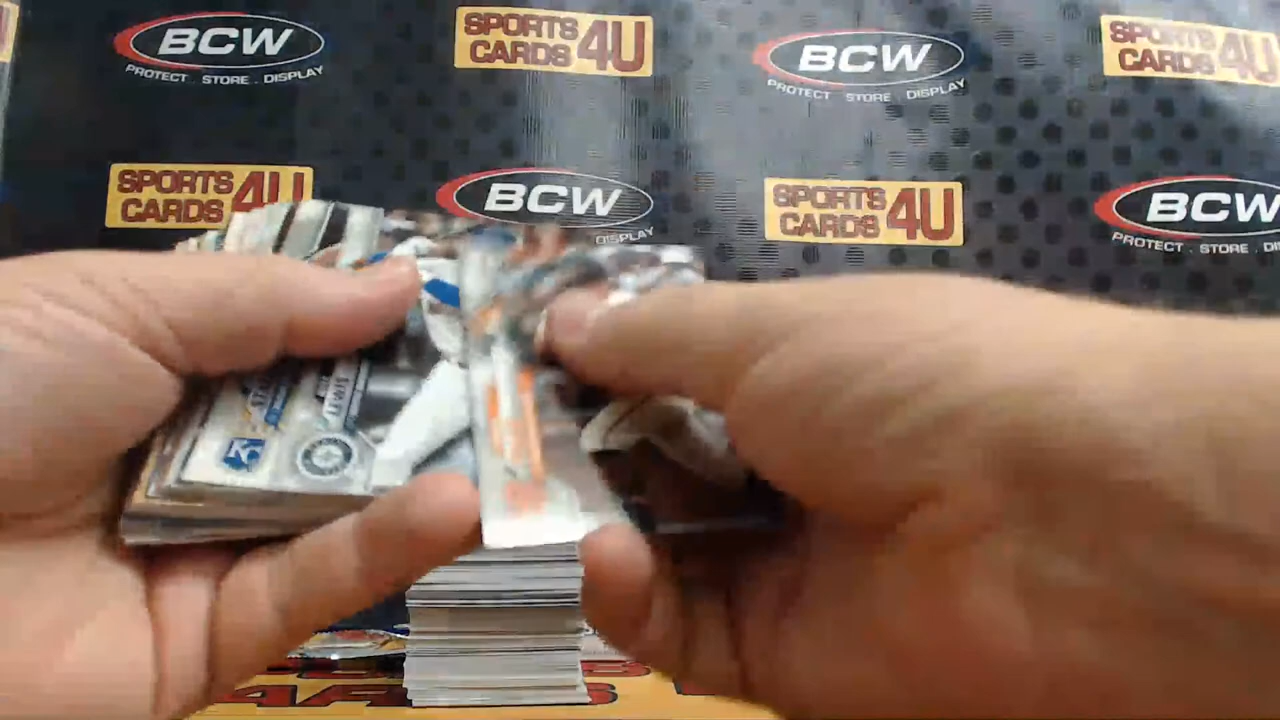 BCW
PROTECT . STORE . DISPLAY
SPORTS
CARDS 4U
BCW
PROTECT STORE . DISPLAY
SPORTS
CARDS 4U
SPORTS
CARDS 4U
BCW
DISPLAY
SPORTS
CARDS 4U
BCW
PROTECT . STORE . DI